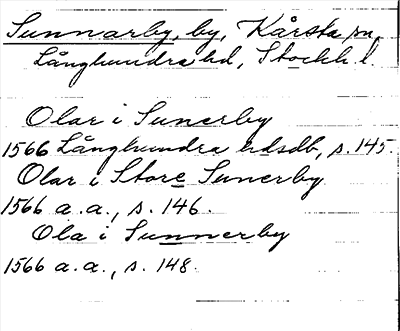 Sunnarby, by, Kårsta sn,
Långhundra hd, Stockh. l.
Olar i Sunerby
1566 Långhundra hdsdb, s. 145.
Olar i Store Sunerby
1566 a. a., s. 146.
Ola i Sunnerby
1566 a. a., s. 148.